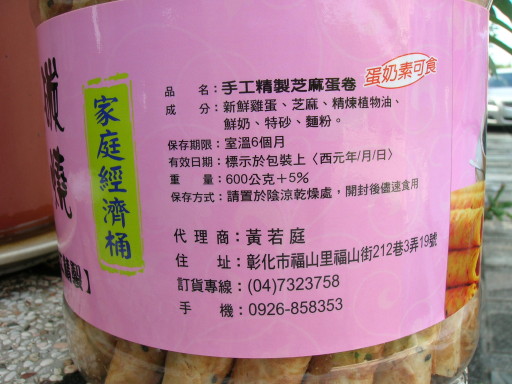 家庭經濟桶
蛋奶素可食
品 名：手工精製芝麻蛋卷
成 分：新鮮雞蛋、芝麻、精煉植物油、
鮮奶、特砂、麵粉。
保存期限：室溫6個月
有效日期：標示於包裝上〈西元年/月/日〉
重 量：600公克＋5%
保存方式：請置於陰涼乾燥處，開封後儘速食用
代 理 商：黃若庭
住 址：彰化市福山里福山街212巷3弄19號
訂貨專線：(04)7323758
手 機：0926-858353